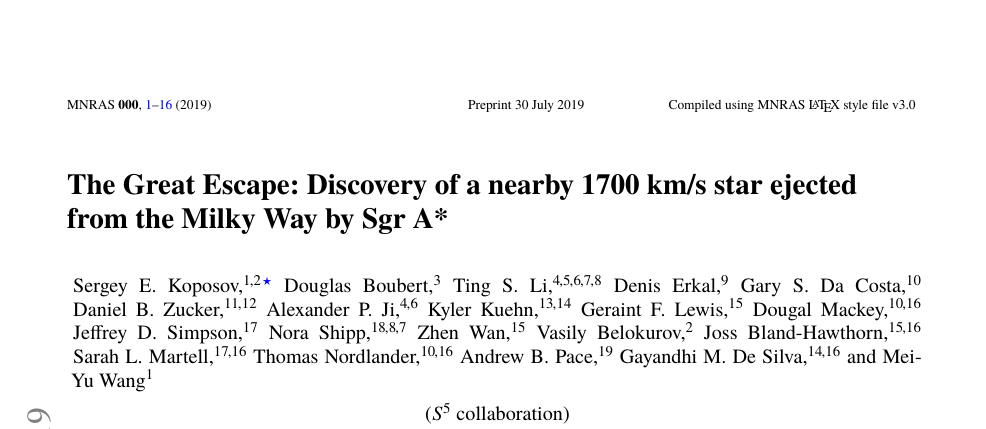 MNRAS 000, 1–16 (2019) Preprint 30 July 2019 Compiled using MNRAS LATEX style file v3.0
The Great Escape: Discovery of a nearby 1700 km/s star ejected
from the Milky Way by Sgr A*
Sergey E. Koposov,1,2★ Douglas Boubert,3 Ting S. Li,4,5,6,7,8 Denis Erkal,9 Gary S. Da Costa,10
Daniel B. Zucker,11,12 Alexander P. Ji,4,6 Kyler Kuehn,13,14 Geraint F. Lewis,15 Dougal Mackey,10,16
Jeffrey D. Simpson,17 Nora Shipp,18,8,7 Zhen Wan,15 Vasily Belokurov,2 Joss Bland-Hawthorn,15,16
Sarah L. Martell,17,16 Thomas Nordlander,10,16 Andrew B. Pace,19 Gayandhi M. De Silva,14,16 and Mei-
Yu Wang1
(S5 collaboration)